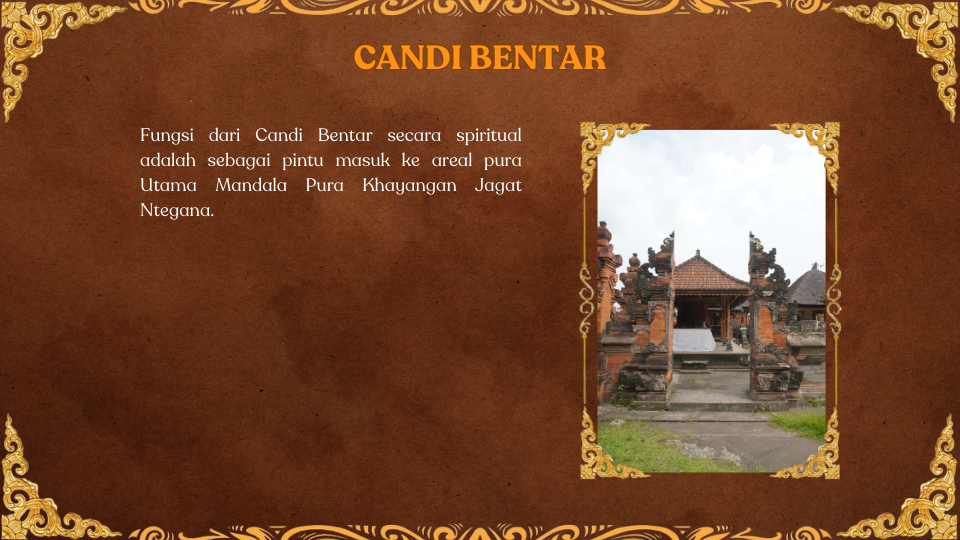 CANDI BENTAR
Fungsi dari Candi Bentar secara spiritual
adalah sebagai pintu masuk ke areal pura
Utama Mandala Pura Khayangan Jagat
Ntegana.